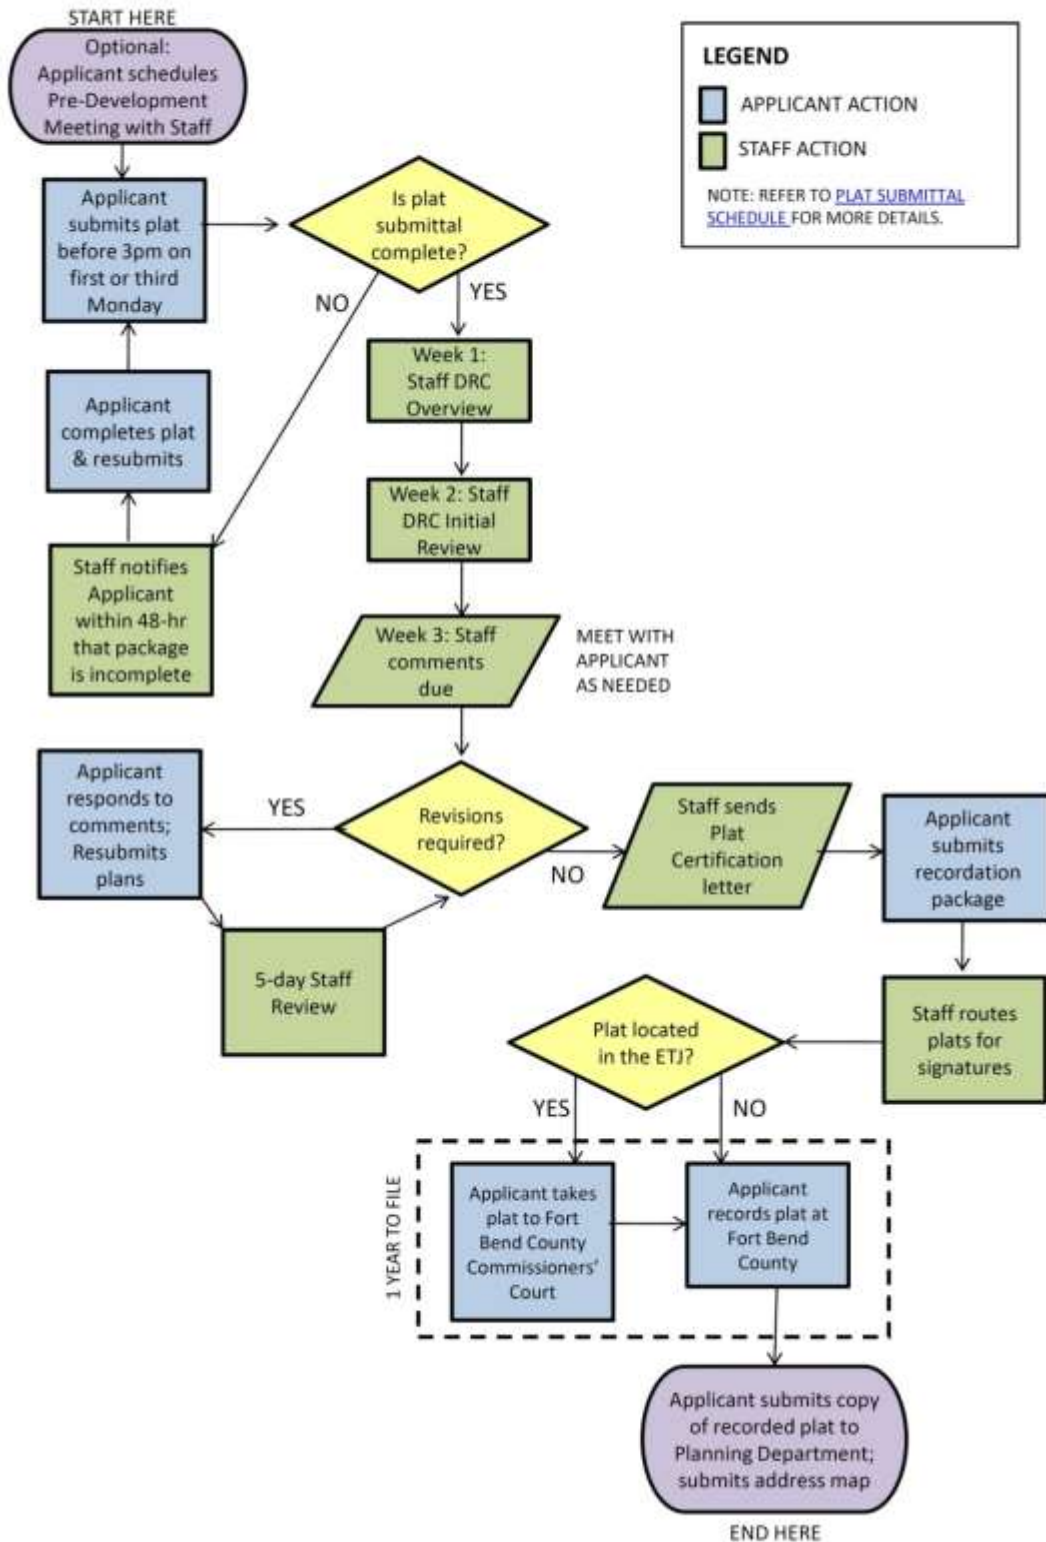 START HERE
Optional:
Applicant schedules
Pre-Development
Meeting with Staff
LEGEND
APPLICANT ACTION
STAFF ACTION
NOTE: REFER TO PLAT SUBMITTAL
SCHEDULE FOR MORE DETAILS.
Applicant
submits plat
before 3pm on
first or third
Monday
Is plat
submittal
complete?
NO
YES
Week 1:
Staff DRC
Overview
Applicant
completes plat
& resubmits
Week 2: Staff
DRC Initial
Review
Staff notifies
Applicant
within 48-hr
that package
is incomplete
Week 3: Staff
comments
due
MEET WITH
APPLICANT
AS NEEDED
Applicant
responds to
comments;
Resubmits
plans
YES
Revisions
required?
NO
Staff sends
Plat
Certification
letter
Applicant
submits
recordation
package
5-day Staff
Review
Plat located
in the ETJ?
Staff routes
plats for
signatures
YES
NO
1 YEAR TO FILE
Applicant takes
plat to Fort
Bend County
Commissioners'
Court
Applicant
records plat at
Fort Bend
County
Applicant submits copy
of recorded plat to
Planning Department;
submits address map
END HERE